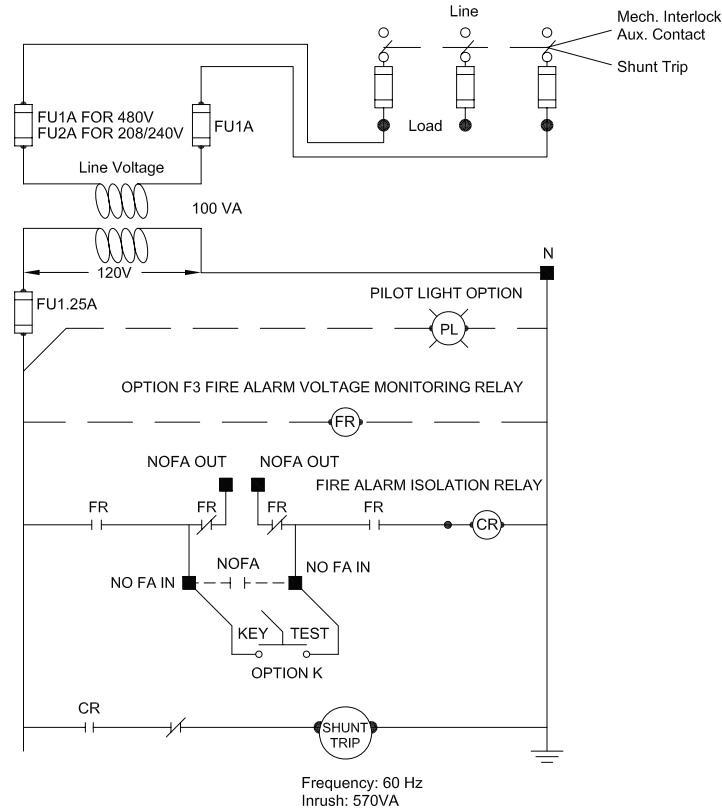 Line
Mech. Interlock
Aux. Contact
Shunt Trip
FU1A FOR 480V
FU2A FOR 208/240V
FU1A
Load
Line Voltage
100 VA
120V
N
FU1.25A
PILOT LIGHT OPTION
PL
OPTION F3 FIRE ALARM VOLTAGE MONITORING RELAY
FR
NOFA OUT
NOFA OUT
FIRE ALARM ISOLATION RELAY
FR
FR
FR
FR
CR
NOFA
NO FA IN
NO FA IN
KEY
TEST
OPTION K
CR
SHUNT
TRIP
Frequency: 60 Hz
Inrush: 570VA